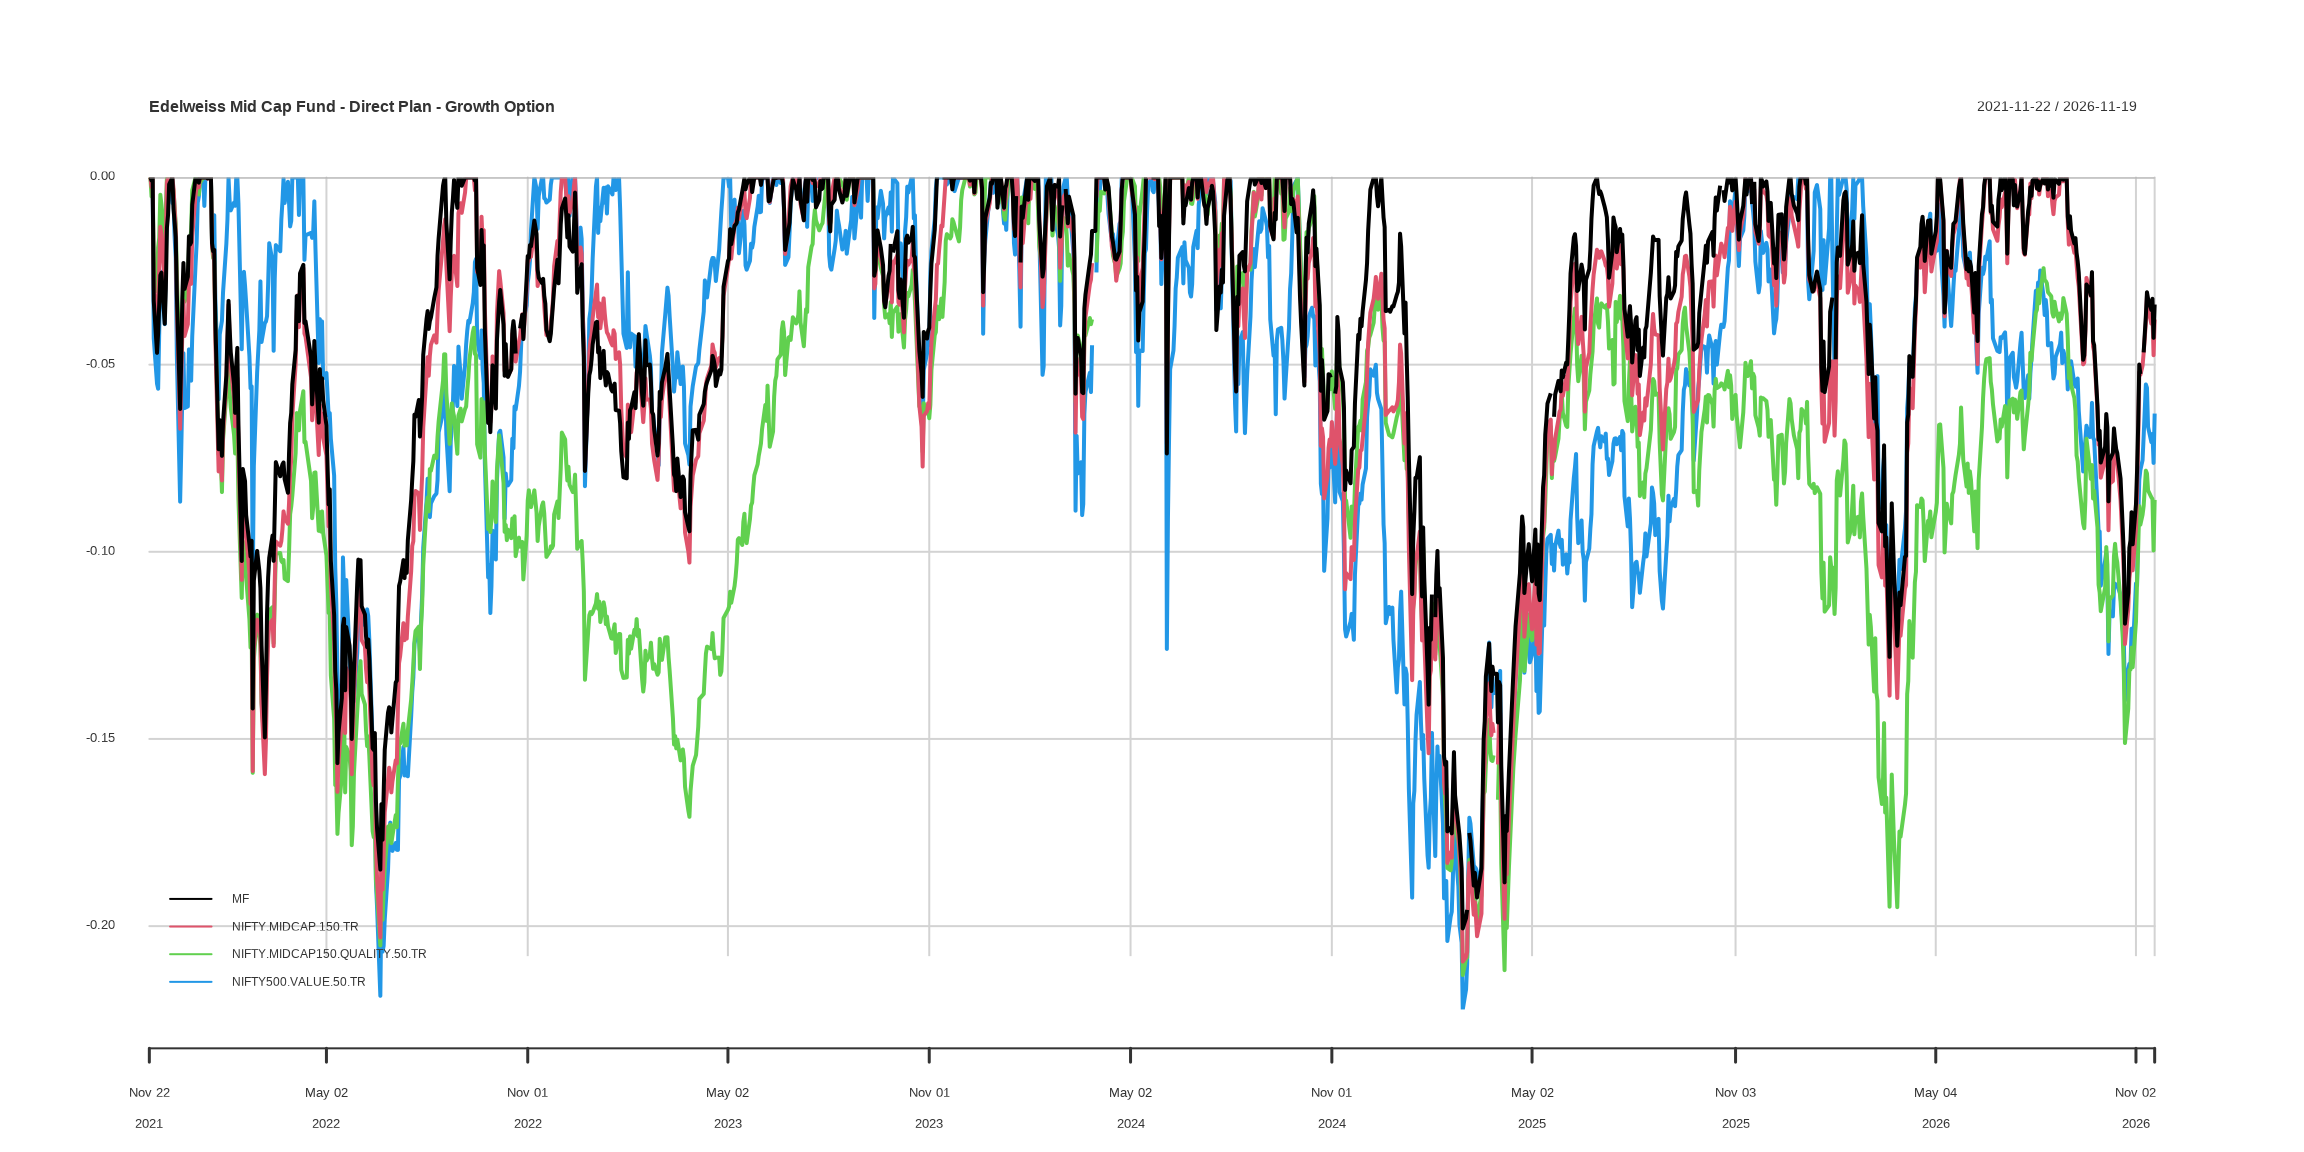 Edelweiss Mid Cap Fund - Direct Plan - Growth Option
2021-11-22 / 2026-11-19
0.00
-0.05
-0.10
-0.15
-0.20
MF
NIFTY.MIDCAP.150.TR
NIFTY.MIDCAP150.QUALITY.50.TR
NIFTY500.VALUE.50.TR
Nov 22 May 02 Nov 01 May 02 Nov 01 May 02 Nov 01 May 02 Nov 03 May 04 Nov 02
2021 2022 2022 2023 2023 2024 2024 2025 2025 2026 2026